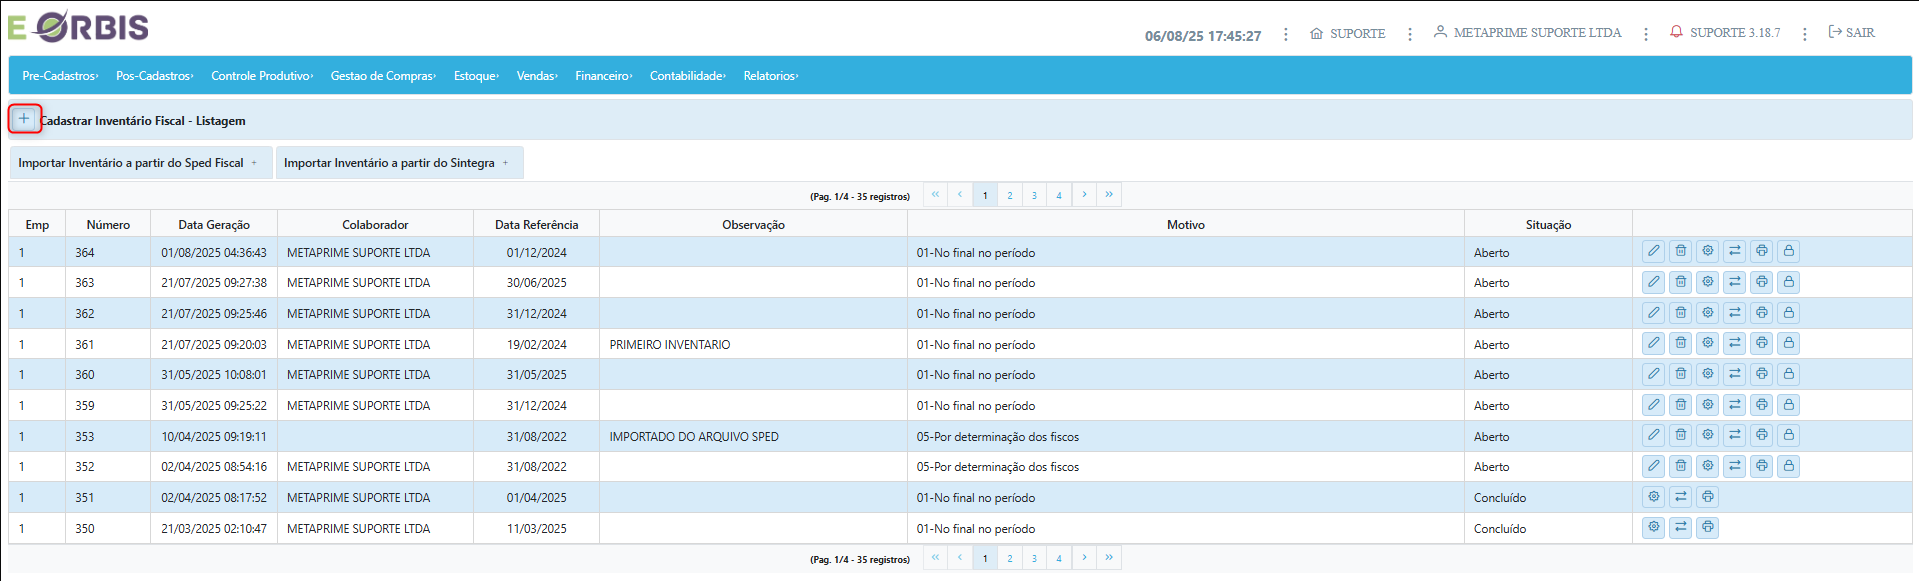 E ORBIS
06/08/25 17:45:27 SUPORTE METAPRIME SUPORTE LTDA SUPORTE 3.18.7 SAIR
Pre-Cadastros Pos-Cadastros Controle Produtivo Gestao de Compras Estoque Vendas Financeiro Contabilidade Relatorios
+ Cadastrar Inventário Fiscal - Listagem
Importar Inventário a partir do Sped Fiscal + Importar Inventário a partir do Sintegra +
(Pag. 1/4 - 35 registros) « ‹ 1 2 3 4 › »
Emp Número Data Geração Colaborador Data Referência Observação Motivo Situação
1 364 01/08/2025 04:36:43 METAPRIME SUPORTE LTDA 01/12/2024 01-No final no período Aberto
1 363 21/07/2025 09:27:38 METAPRIME SUPORTE LTDA 30/06/2025 01-No final no período Aberto
1 362 21/07/2025 09:25:46 METAPRIME SUPORTE LTDA 31/12/2024 01-No final no período Aberto
1 361 21/07/2025 09:20:03 METAPRIME SUPORTE LTDA 19/02/2024 PRIMEIRO INVENTARIO 01-No final no período Aberto
1 360 31/05/2025 10:08:01 METAPRIME SUPORTE LTDA 31/05/2025 01-No final no período Aberto
1 359 31/05/2025 09:25:22 METAPRIME SUPORTE LTDA 31/12/2024 01-No final no período Aberto
1 353 10/04/2025 09:19:11 31/08/2022 IMPORTADO DO ARQUIVO SPED 05-Por determinação dos fiscos Aberto
1 352 02/04/2025 08:54:16 METAPRIME SUPORTE LTDA 31/08/2022 05-Por determinação dos fiscos Aberto
1 351 02/04/2025 08:17:52 METAPRIME SUPORTE LTDA 01/04/2025 01-No final no período Concluído
1 350 21/03/2025 02:10:47 METAPRIME SUPORTE LTDA 11/03/2025 01-No final no período Concluído
(Pag. 1/4 - 35 registros) « ‹ 1 2 3 4 › »